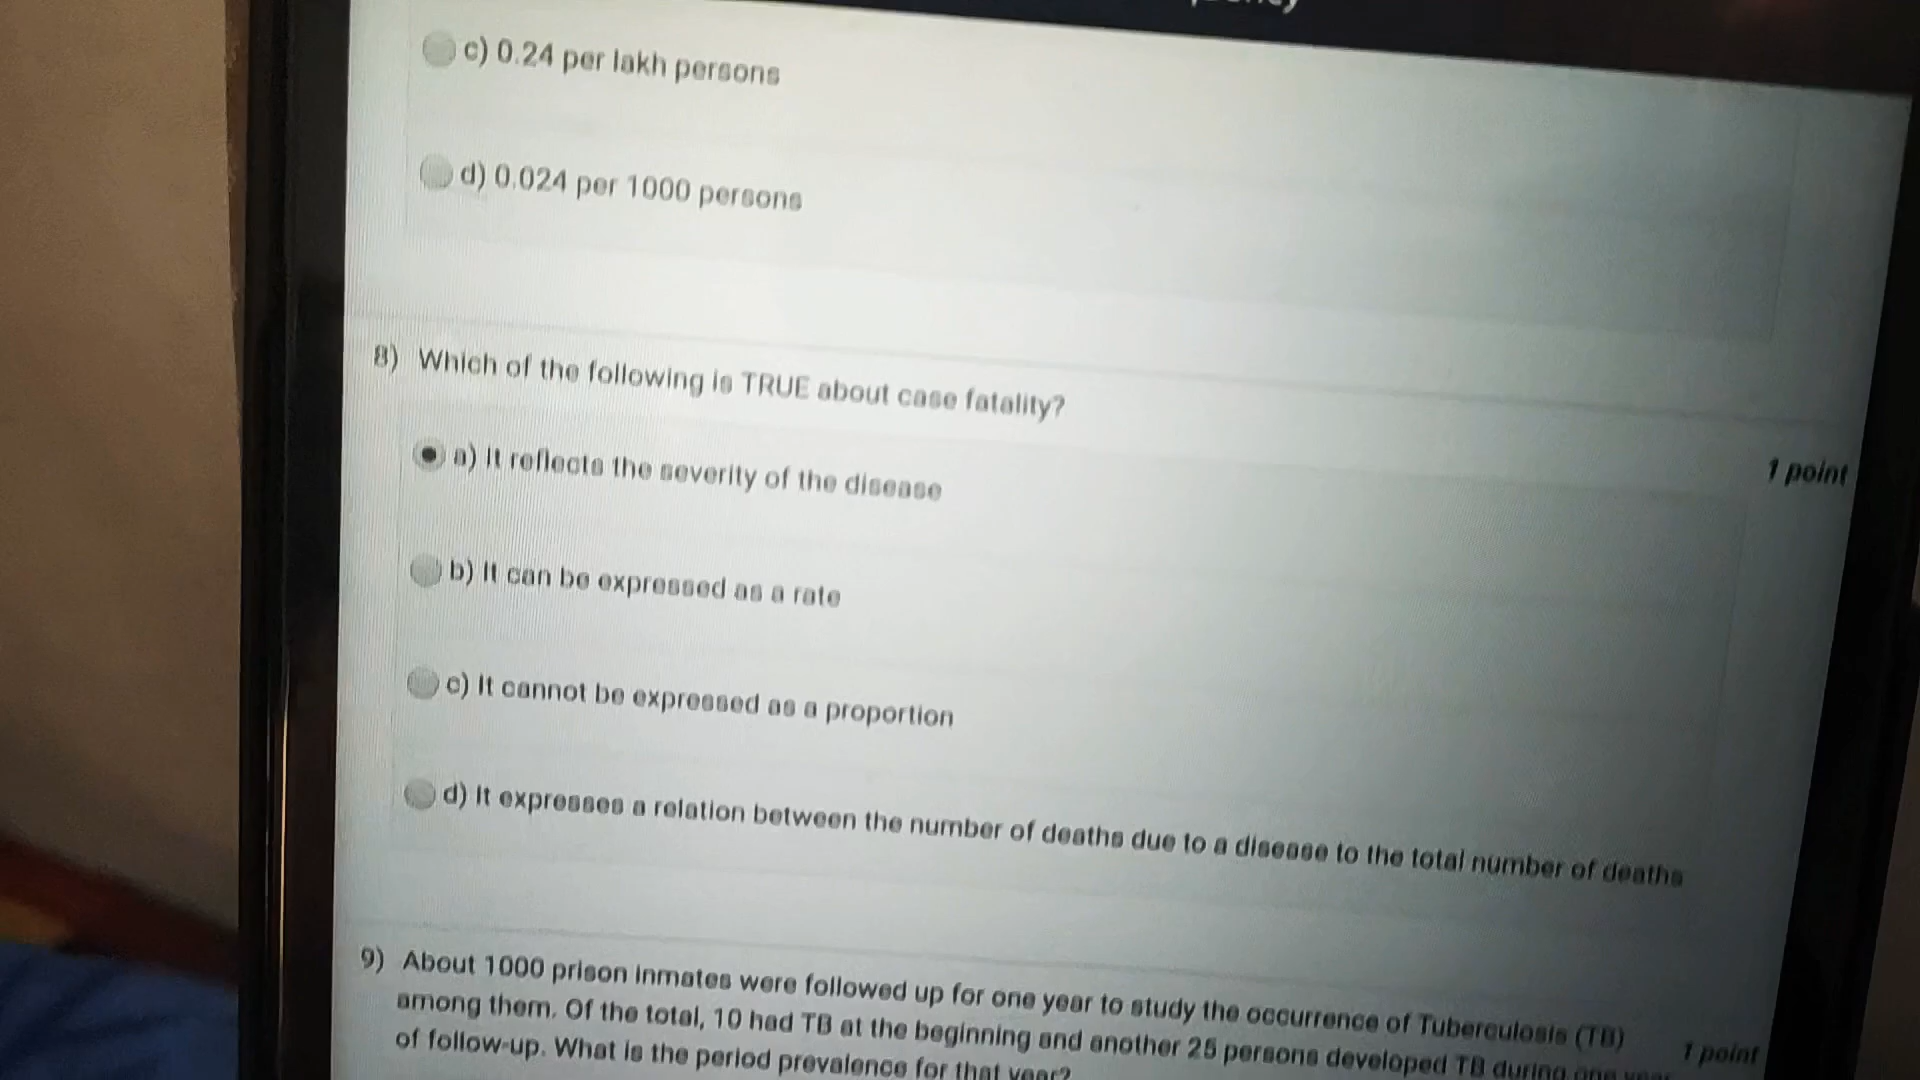 c) 0.24 per lakh persons
d) 0.024 per 1000 persons
8) Which of the following is TRUE about case fatality?
1 point
a) It reflects the severity of the disease
b) It can be expressed as a rate
c) It cannot be expressed as a proportion
d) It expresses a relation between the number of deaths due to a disease to the total number of deaths
9) About 1000 prison inmates were followed up for one year to study the occurrence of Tuberculosis (TB)
among them. Of the total, 10 had TB at the beginning and another 25 persons developed TB during one year
1 point
of follow-up. What is the period prevalence for that year?